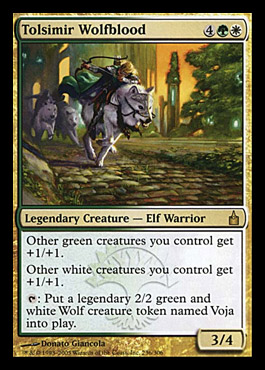 Tolsimir Wolfblood 4
Legendary Creature — Elf Warrior
Other green creatures you control get
+1/+1.
Other white creatures you control get
+1/+1.
: Put a legendary 2/2 green and
white Wolf creature token named Voja
into play.
Donato Giancola
3/4